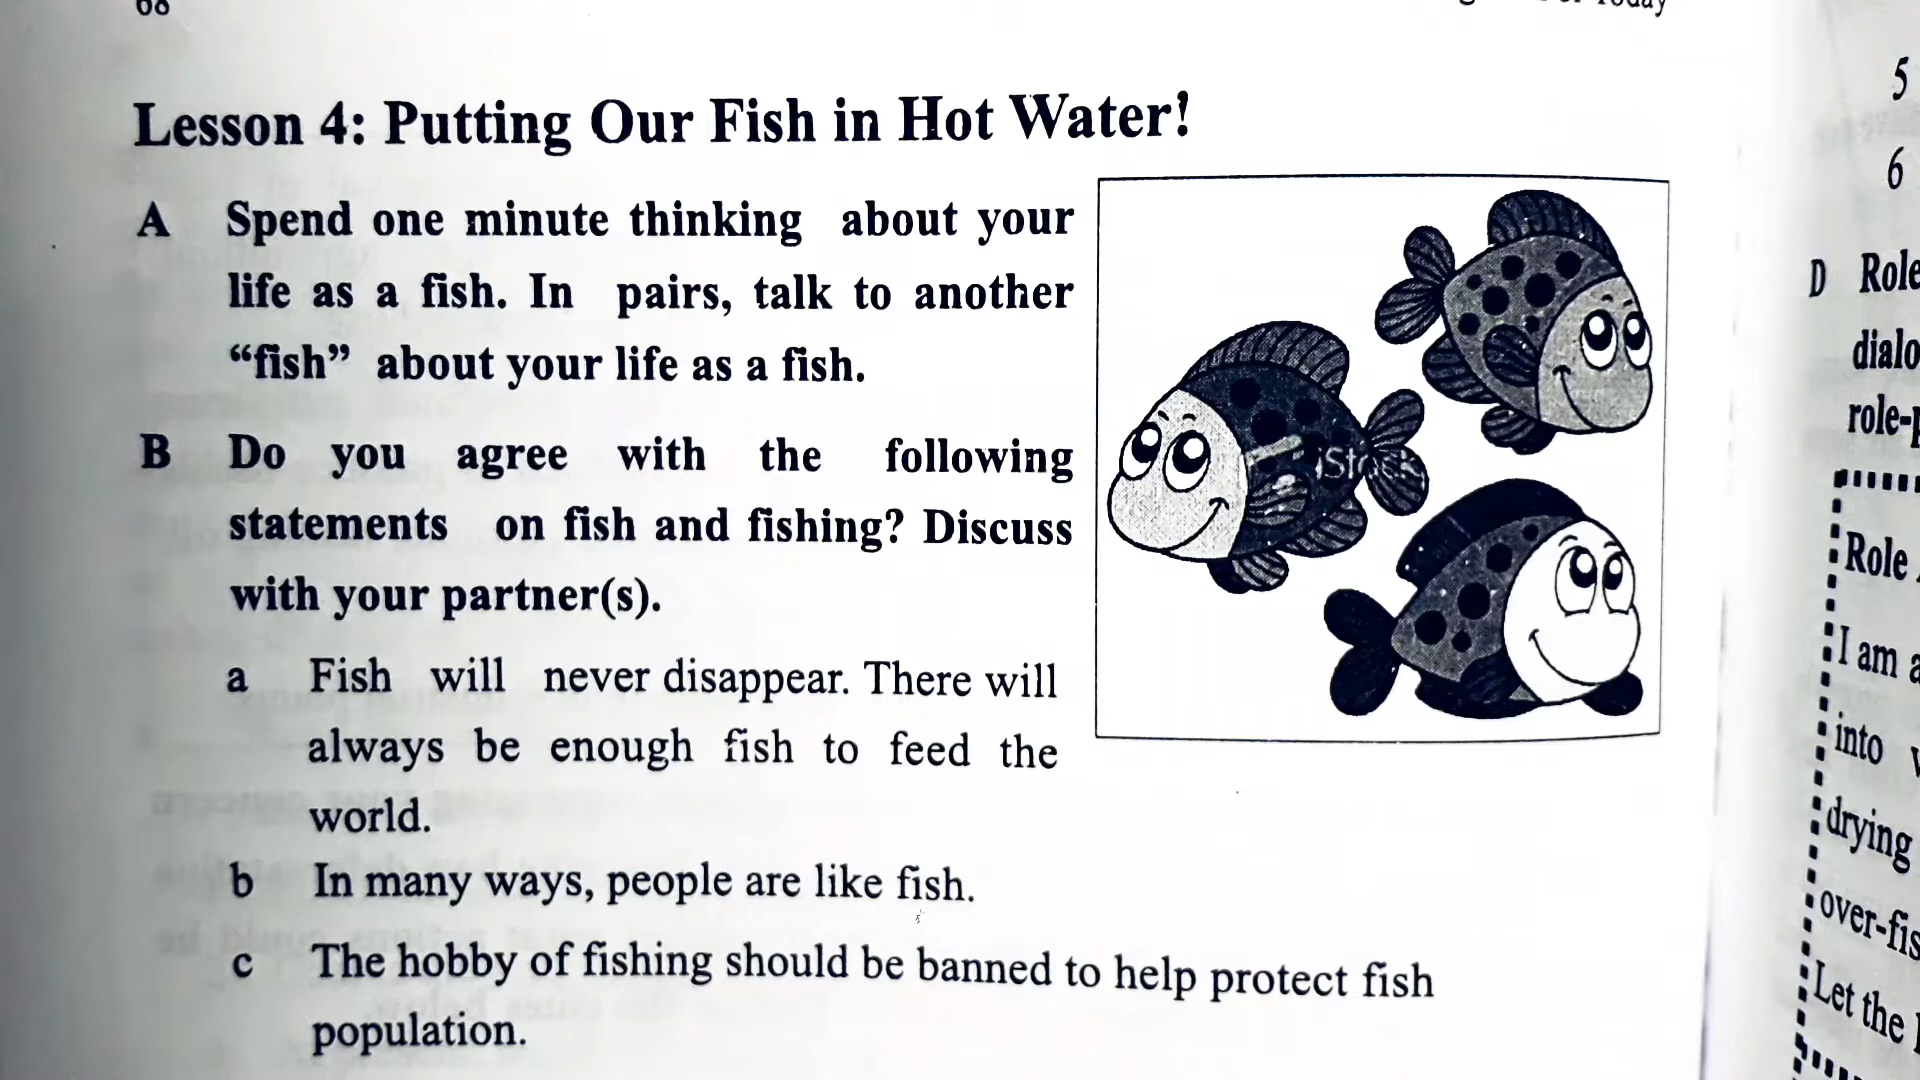 68
Today
Lesson 4: Putting Our Fish in Hot Water!
A Spend one minute thinking about your
life as a fish. In pairs, talk to another
“fish” about your life as a fish.
B Do you agree with the following
statements on fish and fishing? Discuss
with your partner(s).
a Fish will never disappear. There will
always be enough fish to feed the
world.
b In many ways, people are like fish.
c The hobby of fishing should be banned to help protect fish
population.
iStock
5
6
D Role
dialo
role-p
Role
I am a
into
drying
over-fis
Let the